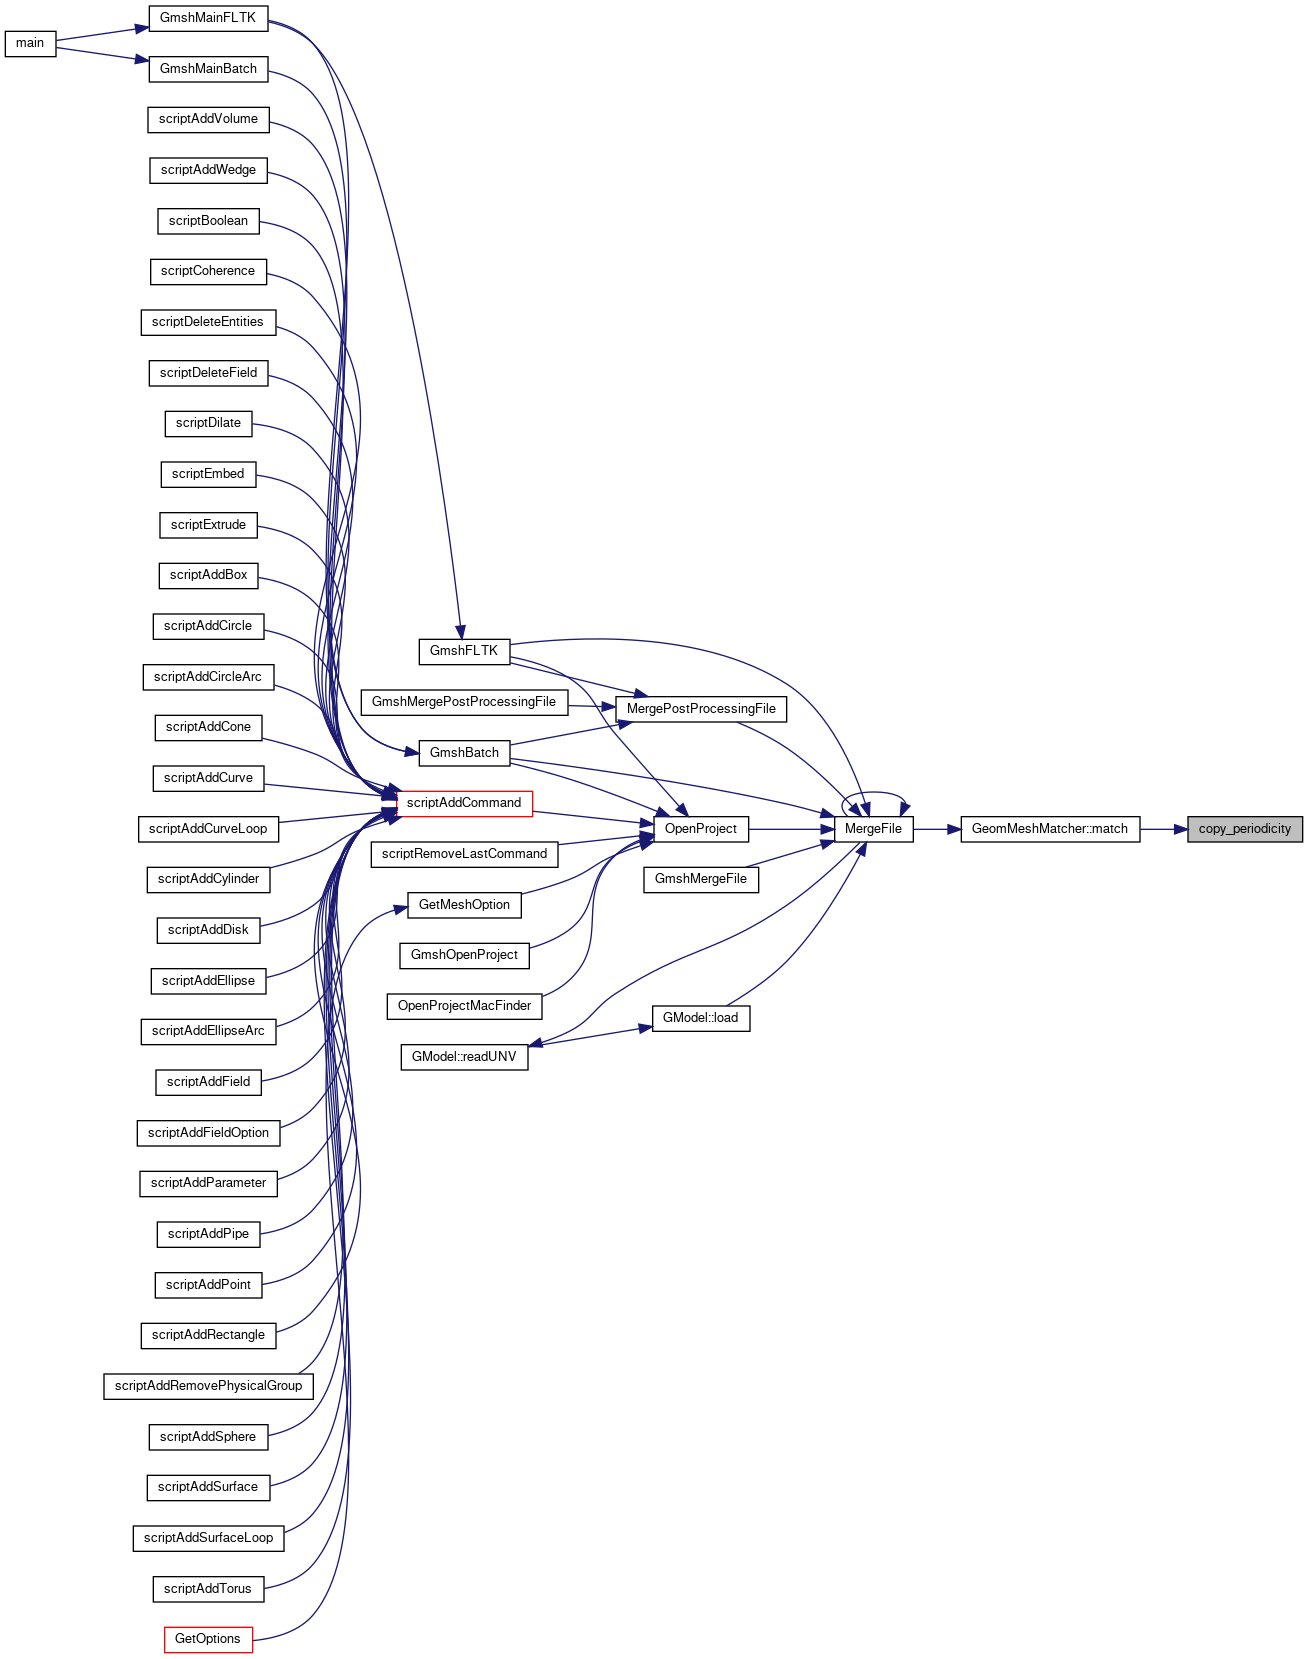 main
GmshMainFLTK
GmshMainBatch
scriptAddVolume
scriptAddWedge
scriptBoolean
scriptCoherence
scriptDeleteEntities
scriptDeleteField
scriptDilate
scriptEmbed
scriptExtrude
scriptAddBox
scriptAddCircle
scriptAddCircleArc
scriptAddCone
scriptAddCurve
scriptAddCurveLoop
scriptAddCylinder
scriptAddDisk
scriptAddEllipse
scriptAddEllipseArc
scriptAddField
scriptAddFieldOption
scriptAddParameter
scriptAddPipe
scriptAddPoint
scriptAddRectangle
scriptAddRemovePhysicalGroup
scriptAddSphere
scriptAddSurface
scriptAddSurfaceLoop
scriptAddTorus
GetOptions
GmshFLTK
GmshMergePostProcessingFile
GmshBatch
scriptAddCommand
scriptRemoveLastCommand
GetMeshOption
GmshOpenProject
OpenProjectMacFinder
GModel::readUNV
MergePostProcessingFile
OpenProject
GmshMergeFile
GModel::load
MergeFile
GeomMeshMatcher::match
copy_periodicity